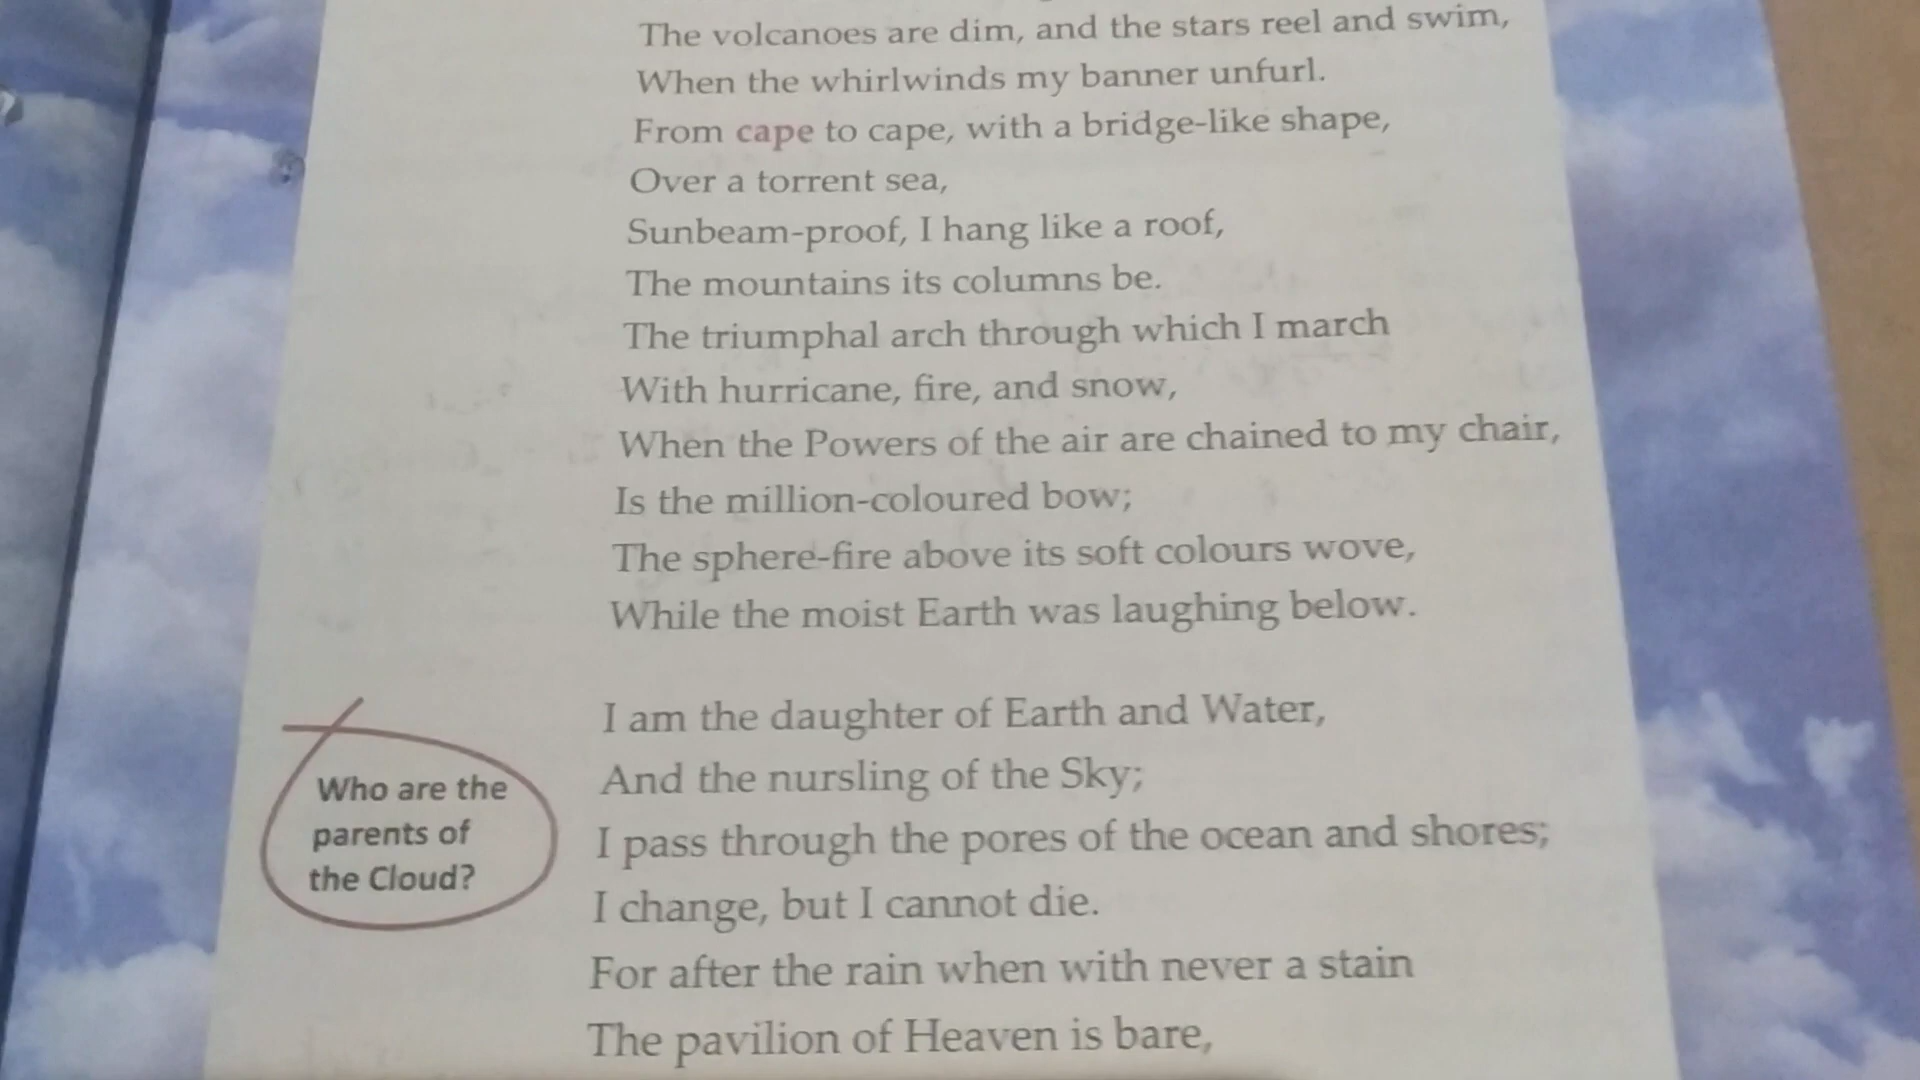 The volcanoes are dim, and the stars reel and swim,
When the whirlwinds my banner unfurl.
From cape to cape, with a bridge-like shape,
Over a torrent sea,
Sunbeam-proof, I hang like a roof,
The mountains its columns be.
The triumphal arch through which I march
With hurricane, fire, and snow,
When the Powers of the air are chained to my chair,
Is the million-coloured bow;
The sphere-fire above its soft colours wove,
While the moist Earth was laughing below.
I am the daughter of Earth and Water,
And the nursling of the Sky;
I pass through the pores of the ocean and shores;
I change, but I cannot die.
For after the rain when with never a stain
The pavilion of Heaven is bare,
Who are the
parents of
the Cloud?